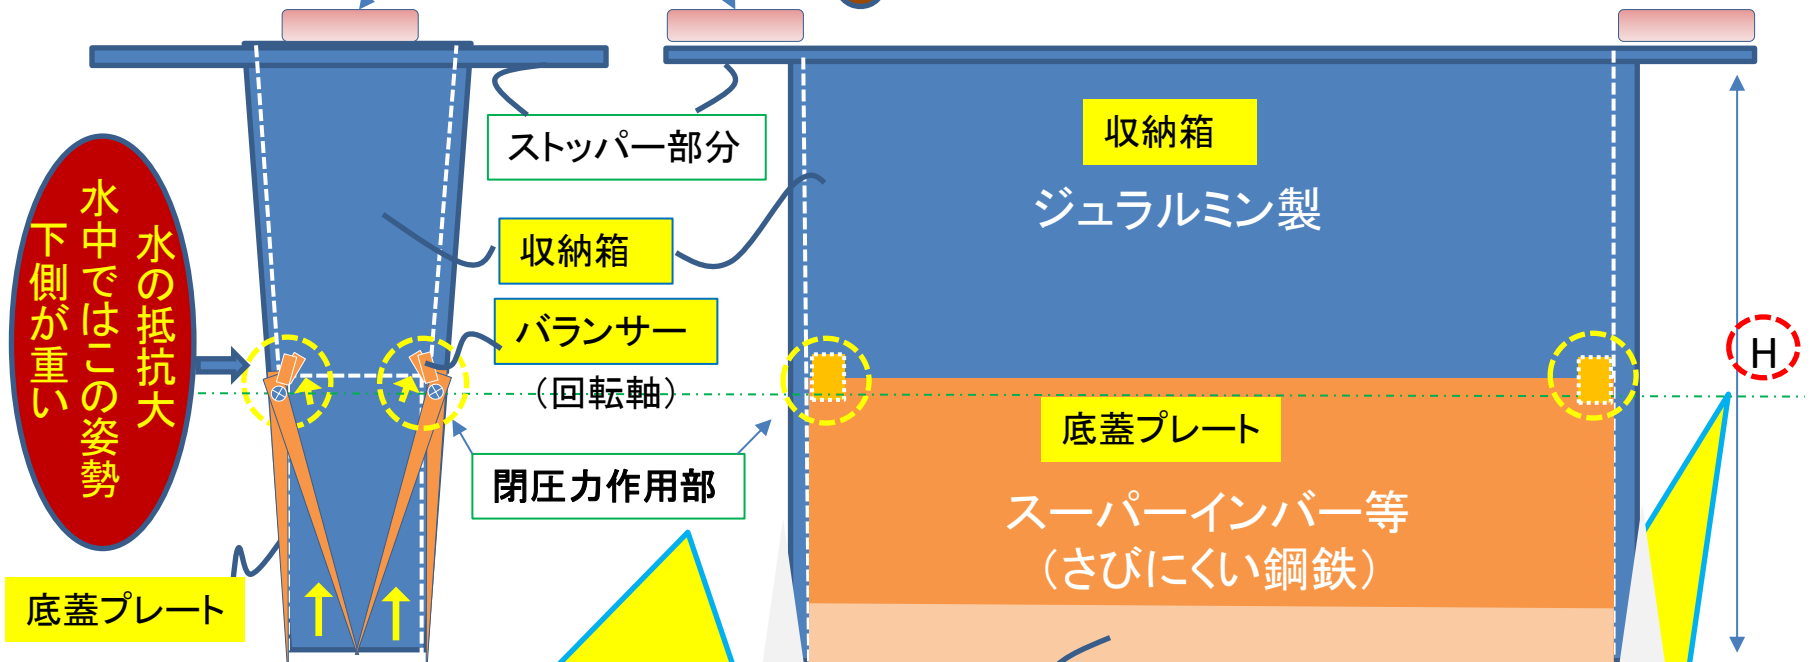 ストッパー部分
収納箱
ジュラルミン製
水の抵抗大
水中ではこの姿勢
下側が重い
収納箱
バランサー
（回転軸）
H
底蓋プレート
閉圧力作用部
スーパーインバー等
（さびにくい鋼鉄）
底蓋プレート